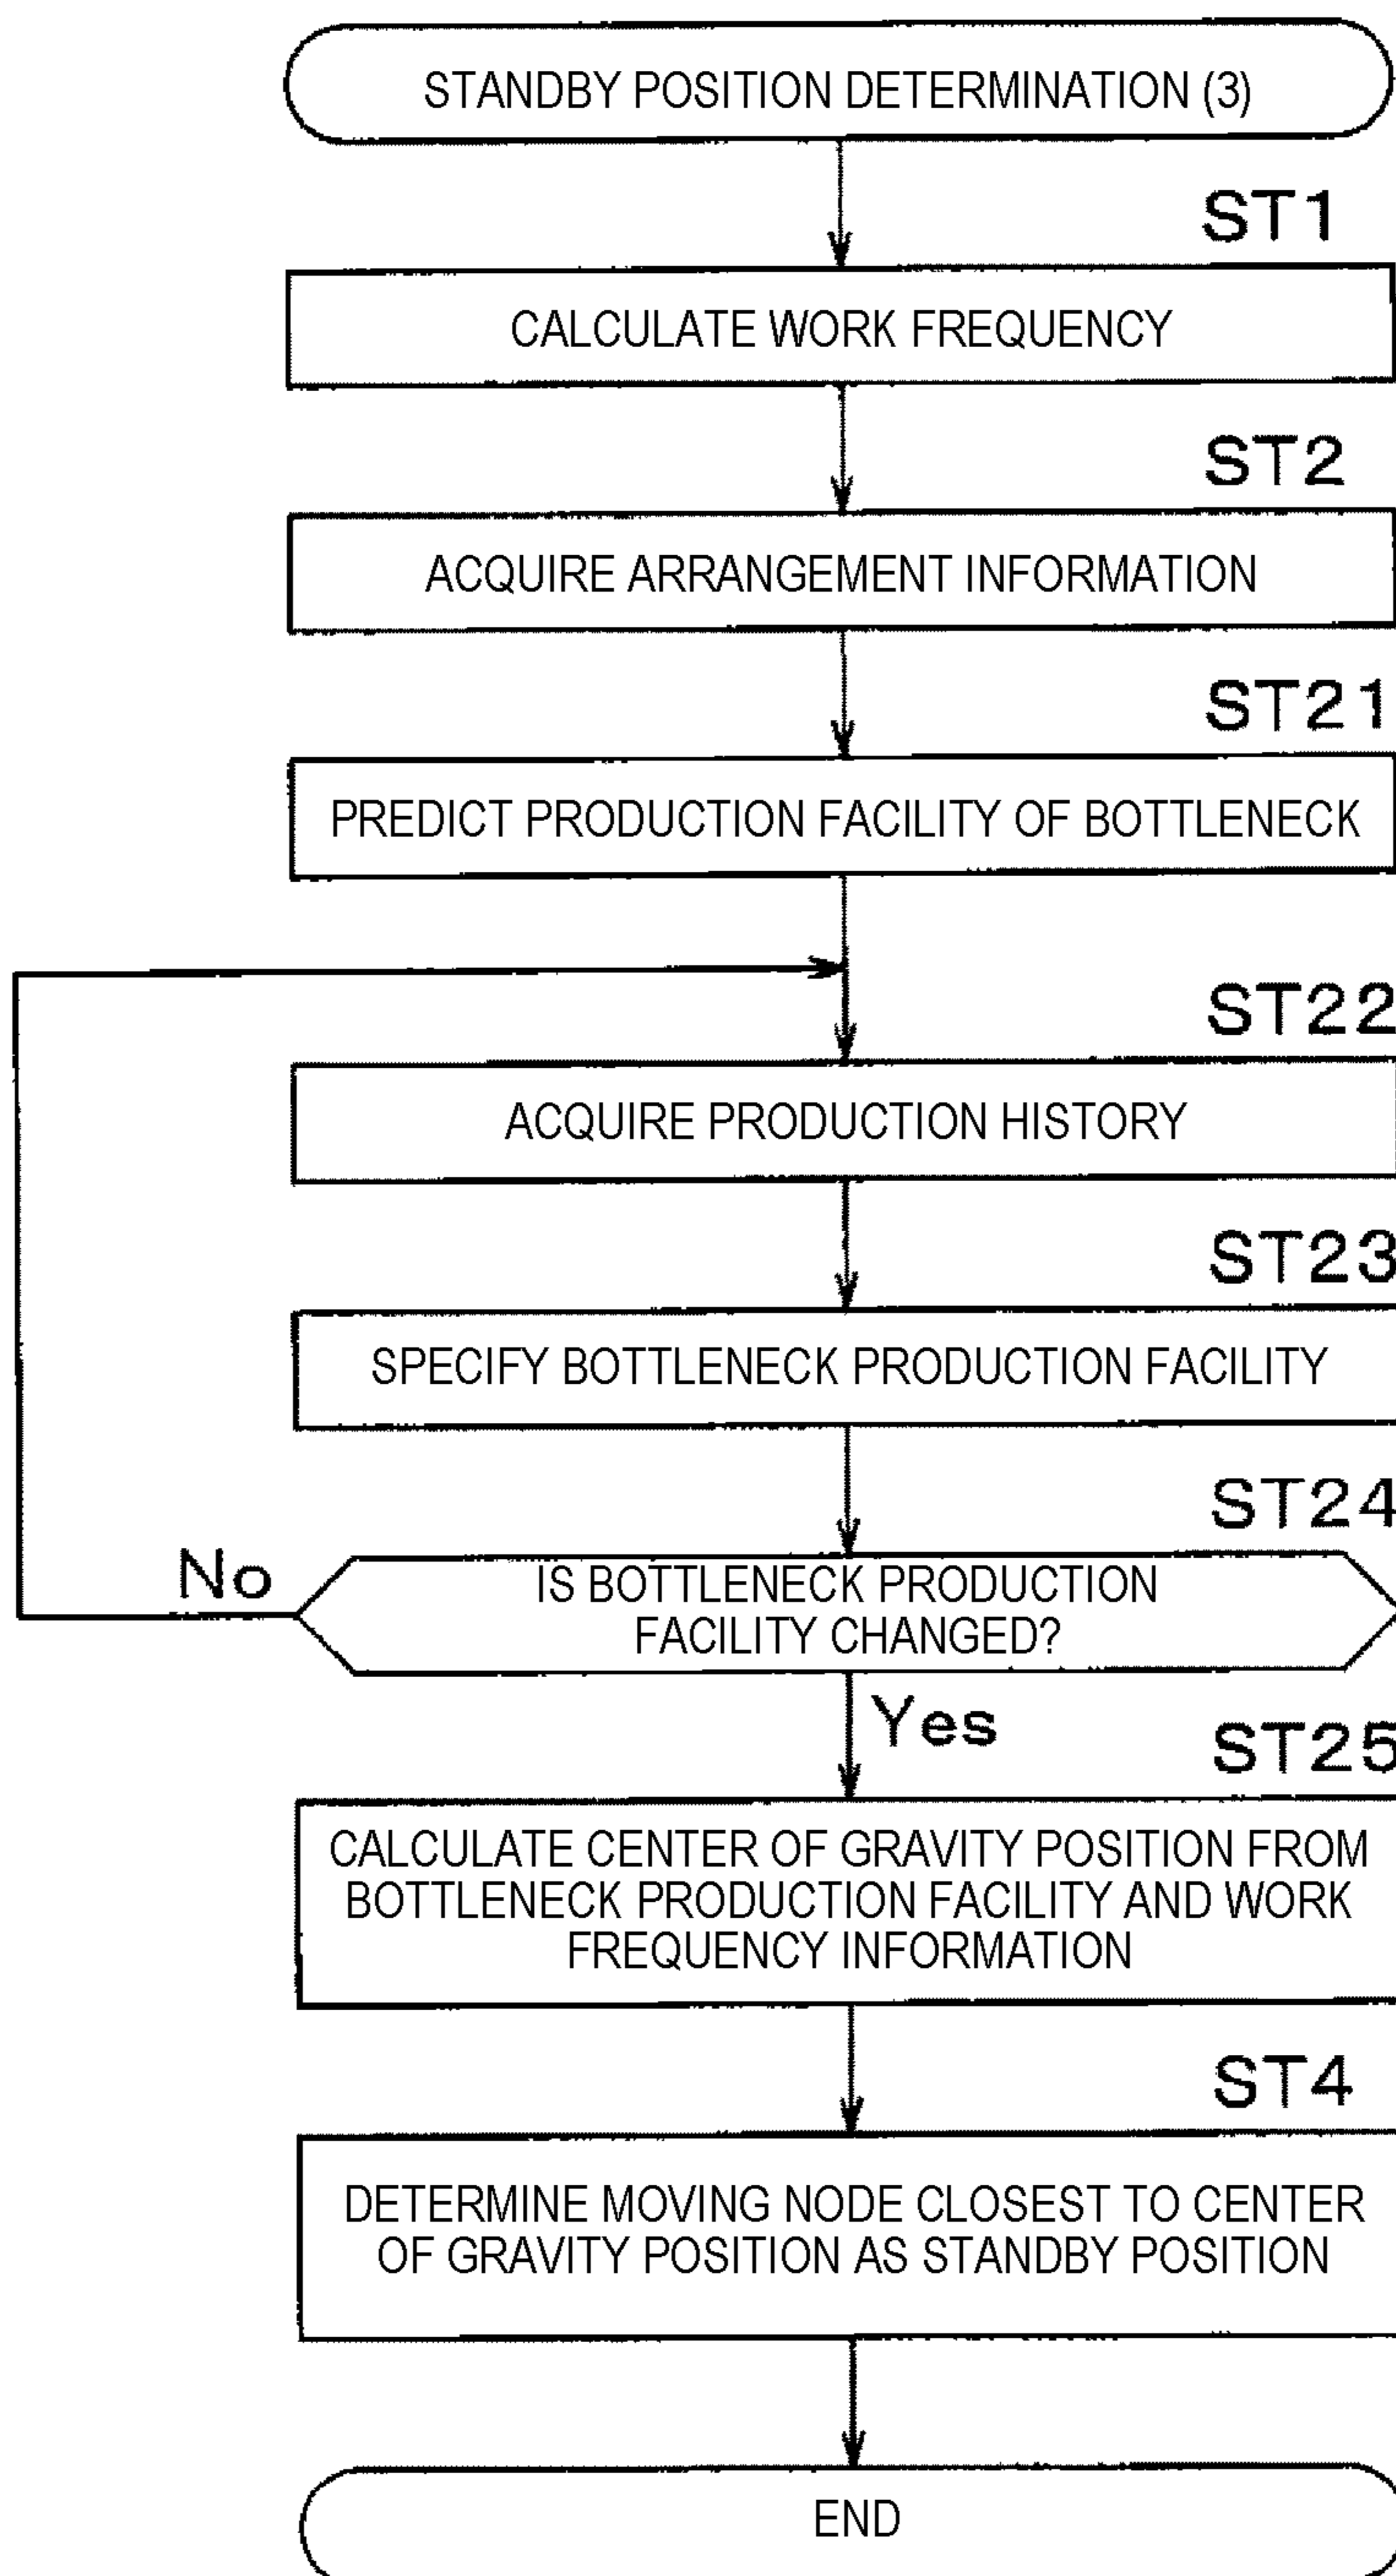 STANDBY POSITION DETERMINATION (3)
ST1
CALCULATE WORK FREQUENCY
ST2
ACQUIRE ARRANGEMENT INFORMATION
ST21
PREDICT PRODUCTION FACILITY OF BOTTLENECK
ST22
ACQUIRE PRODUCTION HISTORY
ST23
SPECIFY BOTTLENECK PRODUCTION FACILITY
ST24
No
IS BOTTLENECK PRODUCTION
FACILITY CHANGED?
Yes
ST25
CALCULATE CENTER OF GRAVITY POSITION FROM
BOTTLENECK PRODUCTION FACILITY AND WORK
FREQUENCY INFORMATION
ST4
DETERMINE MOVING NODE CLOSEST TO CENTER
OF GRAVITY POSITION AS STANDBY POSITION
END